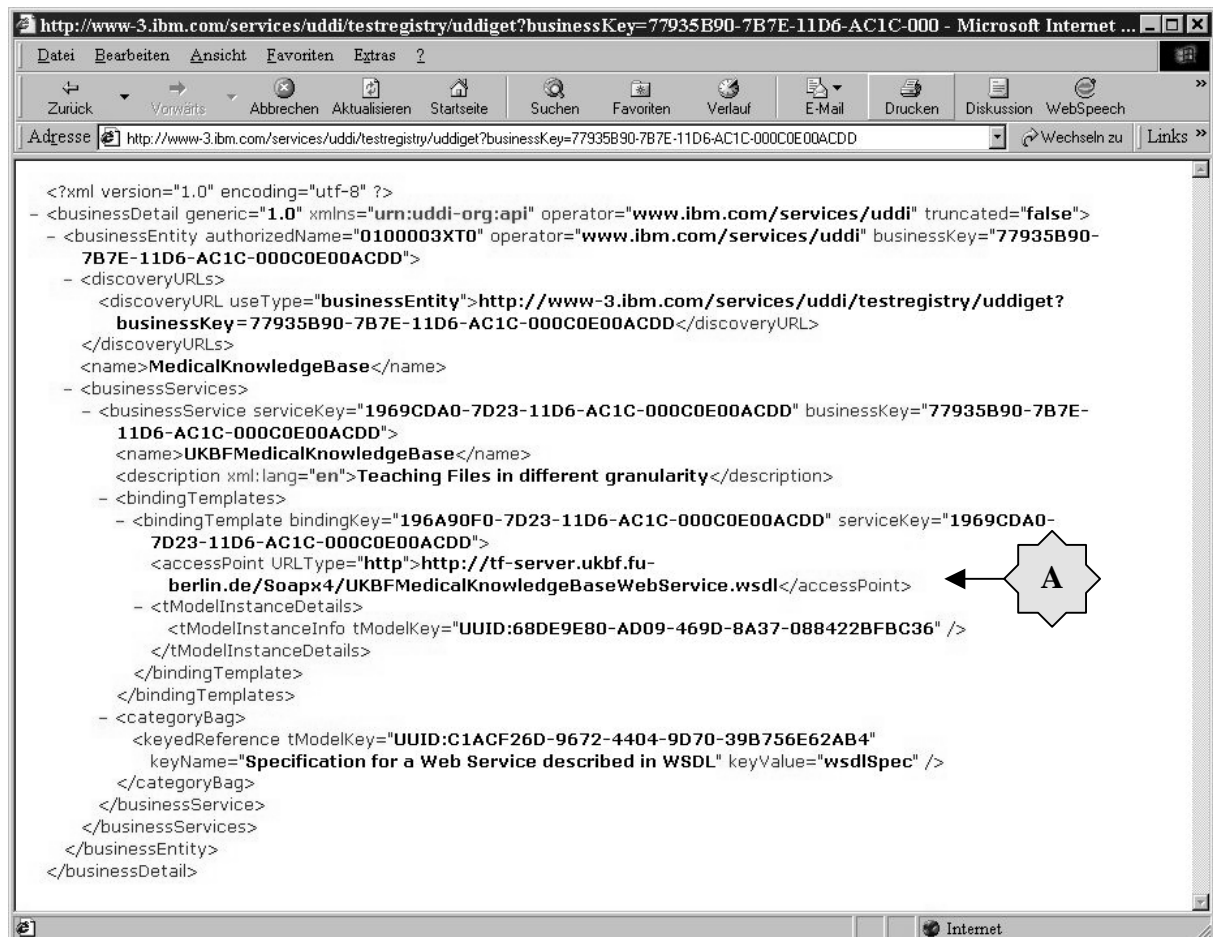 http://www-3.ibm.com/services/uddi/testregistry/uddiget?businessKey=77935B90-7B7E-11D6-AC1C-000 - Microsoft Internet ...
Datei Bearbeiten Ansicht Favoriten Extras ?
Zurück Vorwärts Abbrechen Aktualisieren Startseite Suchen Favoriten Verlauf E-Mail Drucken Diskussion WebSpeech »
Adresse http://www-3.ibm.com/services/uddi/testregistry/uddiget?businessKey=77935B90-7B7E-11D6-AC1C-000C0E00ACDD Wechseln zu Links »
<?xml version="1.0" encoding="utf-8" ?>
– <businessDetail generic="1.0" xmlns="urn:uddi-org:api" operator="www.ibm.com/services/uddi" truncated="false">
– <businessEntity authorizedName="0100003XT0" operator="www.ibm.com/services/uddi" businessKey="77935B90-
7B7E-11D6-AC1C-000C0E00ACDD">
– <discoveryURLs>
<discoveryURL useType="businessEntity">http://www-3.ibm.com/services/uddi/testregistry/uddiget?
businessKey=77935B90-7B7E-11D6-AC1C-000C0E00ACDD</discoveryURL>
</discoveryURLs>
<name>MedicalKnowledgeBase</name>
– <businessServices>
– <businessService serviceKey="1969CDA0-7D23-11D6-AC1C-000C0E00ACDD" businessKey="77935B90-7B7E-
11D6-AC1C-000C0E00ACDD">
<name>UKBFMedicalKnowledgeBase</name>
<description xml:lang="en">Teaching Files in different granularity</description>
– <bindingTemplates>
– <bindingTemplate bindingKey="196A90F0-7D23-11D6-AC1C-000C0E00ACDD" serviceKey="1969CDA0-
7D23-11D6-AC1C-000C0E00ACDD">
<accessPoint URLType="http">http://tf-server.ukbf.fu-
berlin.de/Soapx4/UKBFMedicalKnowledgeBaseWebService.wsdl</accessPoint>
A
– <tModelInstanceDetails>
<tModelInstanceInfo tModelKey="UUID:68DE9E80-AD09-469D-8A37-088422BFBC36" />
</tModelInstanceDetails>
</bindingTemplate>
</bindingTemplates>
– <categoryBag>
<keyedReference tModelKey="UUID:C1ACF26D-9672-4404-9D70-39B756E62AB4"
keyName="Specification for a Web Service described in WSDL" keyValue="wsdlSpec" />
</categoryBag>
</businessService>
</businessServices>
</businessEntity>
</businessDetail>
Internet